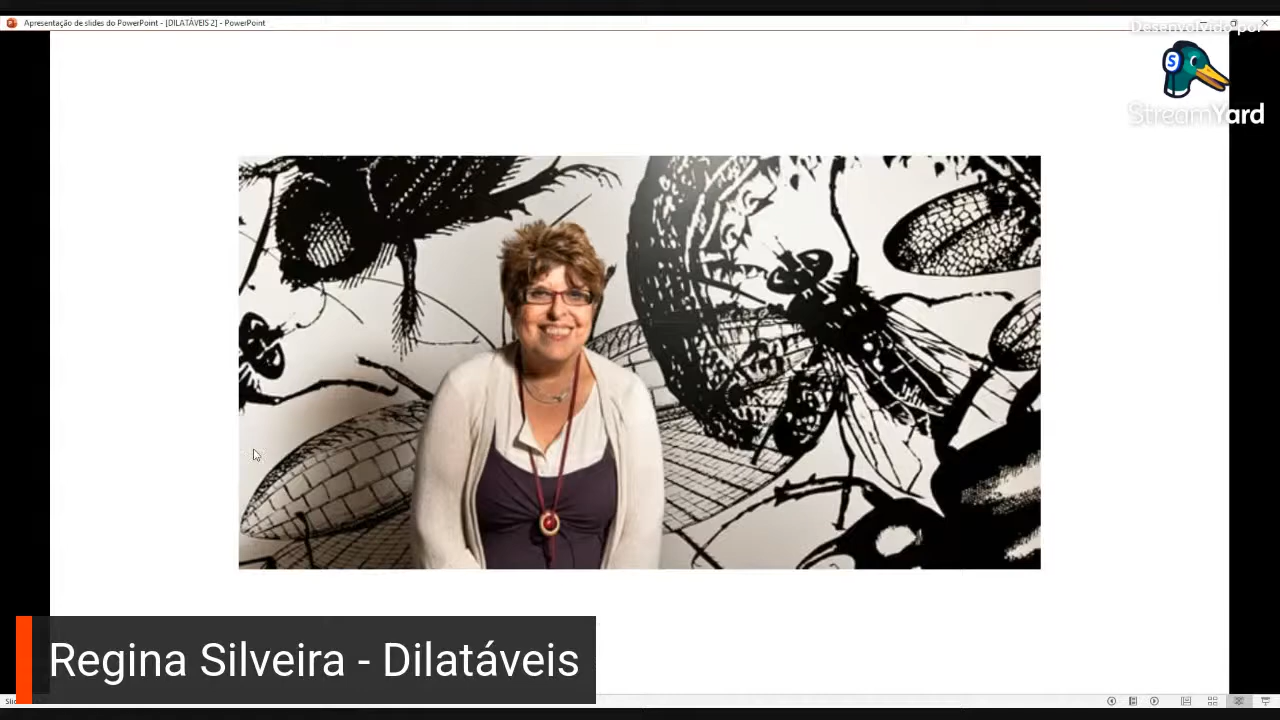 Apresentação de slides do PowerPoint - [DILATÁVEIS 2] - PowerPoint
Desenvolvido por
S
StreamYard
Regina Silveira - Dilatáveis